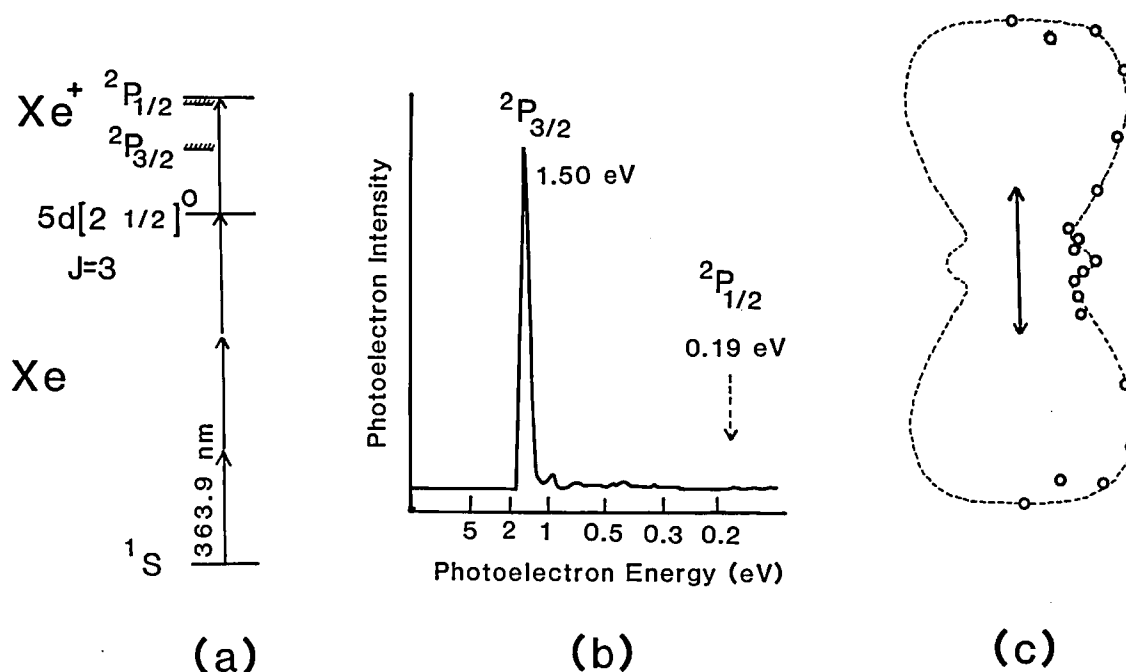 Xe⁺
²P₁/₂
²P₃/₂
5d[2 1/2]⁰
J=3
Xe
363.9 nm
¹S
(a)
Photoelectron Intensity
²P₃/₂
1.50 eV
²P₁/₂
0.19 eV
5 2 1 0.5 0.3 0.2
Photoelectron Energy (eV)
(b)
(c)